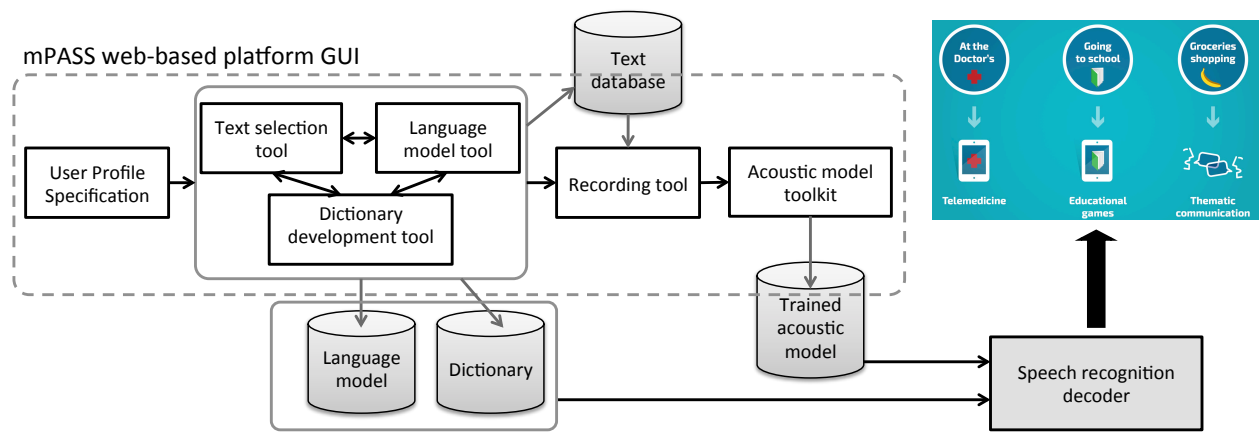 mPASS web-based platform GUI
Text
database
At the
Doctor's
Going
to school
Groceries
shopping
Text selection
tool
Language
model tool
User Profile
Specification
Recording tool
Acoustic model
toolkit
Dictionary
development tool
Telemedicine
Educational
games
Thematic
communication
Language
model
Dictionary
Trained
acoustic
model
Speech recognition
decoder